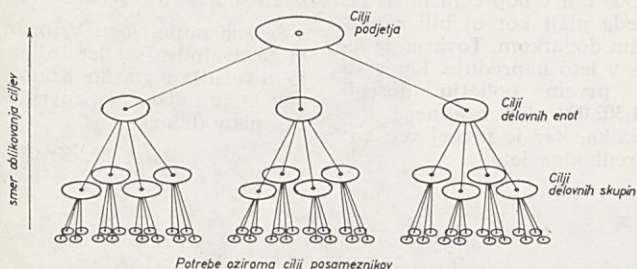 Cilji
podjetja
Cilji
delovnih enot
Cilji
delovnih skupin
smer oblikovanja ciljev
Potrebe oziroma cilji posameznikov